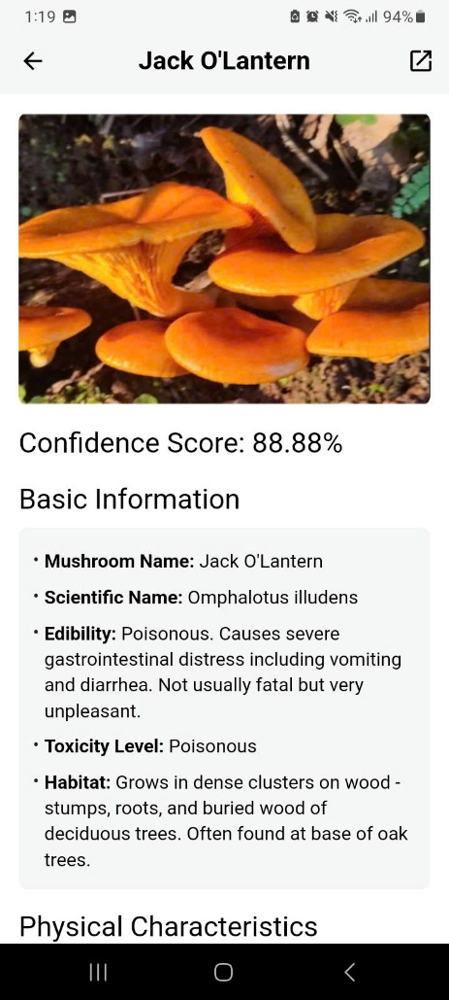 1:19 94%
Jack O'Lantern
Confidence Score: 88.88%
Basic Information
• Mushroom Name: Jack O'Lantern
• Scientific Name: Omphalotus illudens
• Edibility: Poisonous. Causes severe
gastrointestinal distress including vomiting
and diarrhea. Not usually fatal but very
unpleasant.
• Toxicity Level: Poisonous
• Habitat: Grows in dense clusters on wood -
stumps, roots, and buried wood of
deciduous trees. Often found at base of oak
trees.
Physical Characteristics